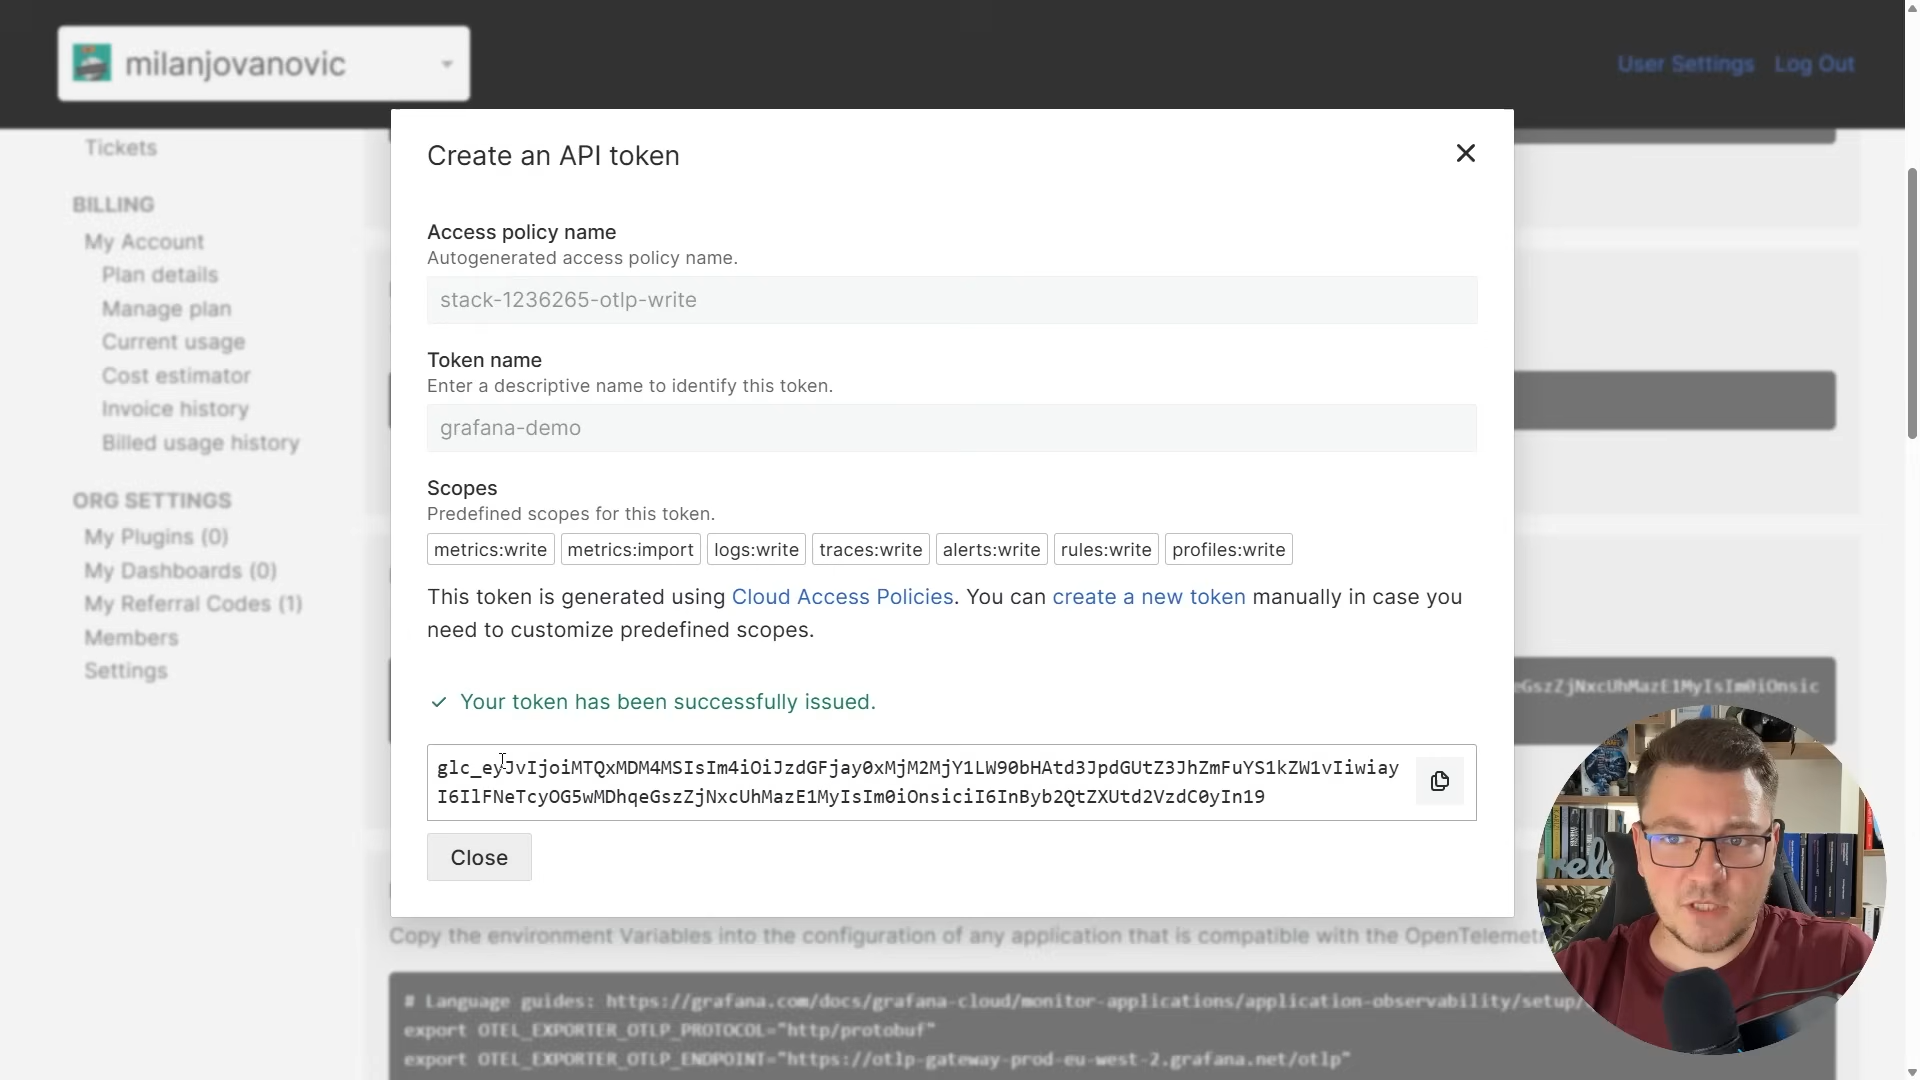 milanjovanovic
User Settings
Log Out
Tickets
BILLING
My Account
Plan details
Manage plan
Current usage
Cost estimator
Invoice history
Billed usage history
ORG SETTINGS
My Plugins (0)
My Dashboards (0)
My Referral Codes (1)
Members
Settings
Create an API token
Access policy name
Autogenerated access policy name.
stack-1236265-otlp-write
Token name
Enter a descriptive name to identify this token.
grafana-demo
Scopes
Predefined scopes for this token.
metrics:write metrics:import logs:write traces:write alerts:write rules:write profiles:write
This token is generated using Cloud Access Policies. You can create a new token manually in case you
need to customize predefined scopes.
Your token has been successfully issued.
glc_eyJvIjoiMTQxMDM4MSIsIm4iOiJzdGFjay0xMjM2MjY1LW90bHAtd3JpdGUtZ3JhZmFuYS1kZW1vIiwiay
I6IlFNeTcyOG5wMDhqeGszZjNxcUhMazE1MyIsIm0iOnsiciI6InByb2QtZXUtd2VzdC0yIn19
Close
eGszZjNxcUhMazE1MyIsIm0iOnsic
Copy the environment Variables into the configuration of any application that is compatible with the OpenTelemet
# Language guides: https://grafana.com/docs/grafana-cloud/monitor-applications/application-observability/setup/
export OTEL_EXPORTER_OTLP_PROTOCOL="http/protobuf"
export OTEL_EXPORTER_OTLP_ENDPOINT="https://otlp-gateway-prod-eu-west-2.grafana.net/otlp"